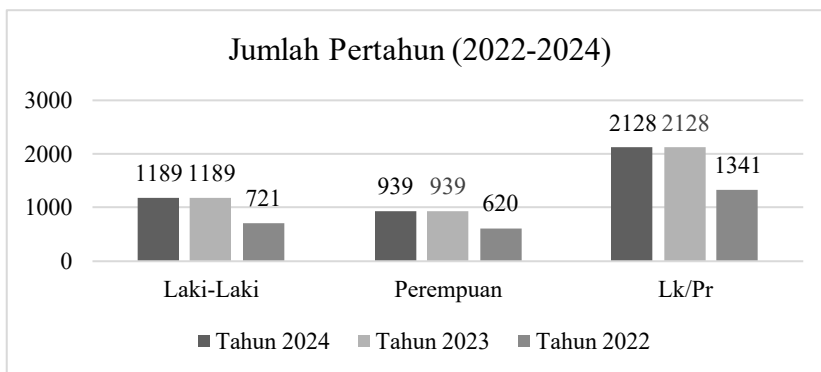 Jumlah Pertahun (2022-2024)
3000
2000
1000
0
1189 1189 721
939 939 620
2128 2128 1341
Laki-Laki Perempuan Lk/Pr
Tahun 2024 Tahun 2023 Tahun 2022